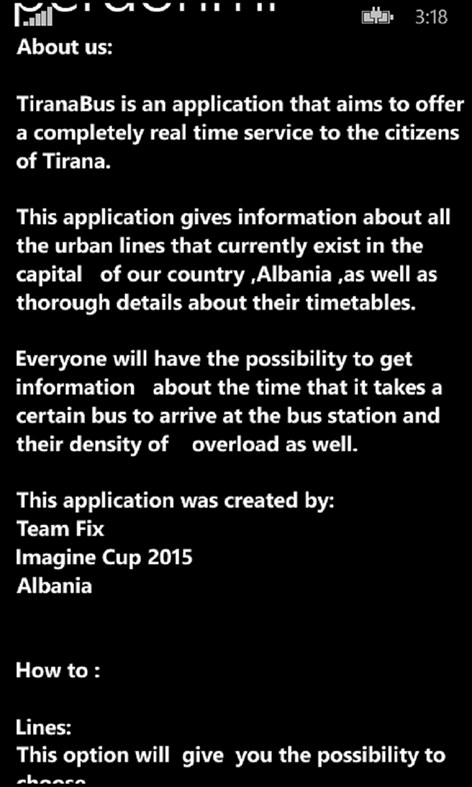 3:18
About us:
TiranaBus is an application that aims to offer
a completely real time service to the citizens
of Tirana.
This application gives information about all
the urban lines that currently exist in the
capital of our country ,Albania ,as well as
thorough details about their timetables.
Everyone will have the possibility to get
information about the time that it takes a
certain bus to arrive at the bus station and
their density of overload as well.
This application was created by:
Team Fix
Imagine Cup 2015
Albania
How to :
Lines:
This option will give you the possibility to
choose